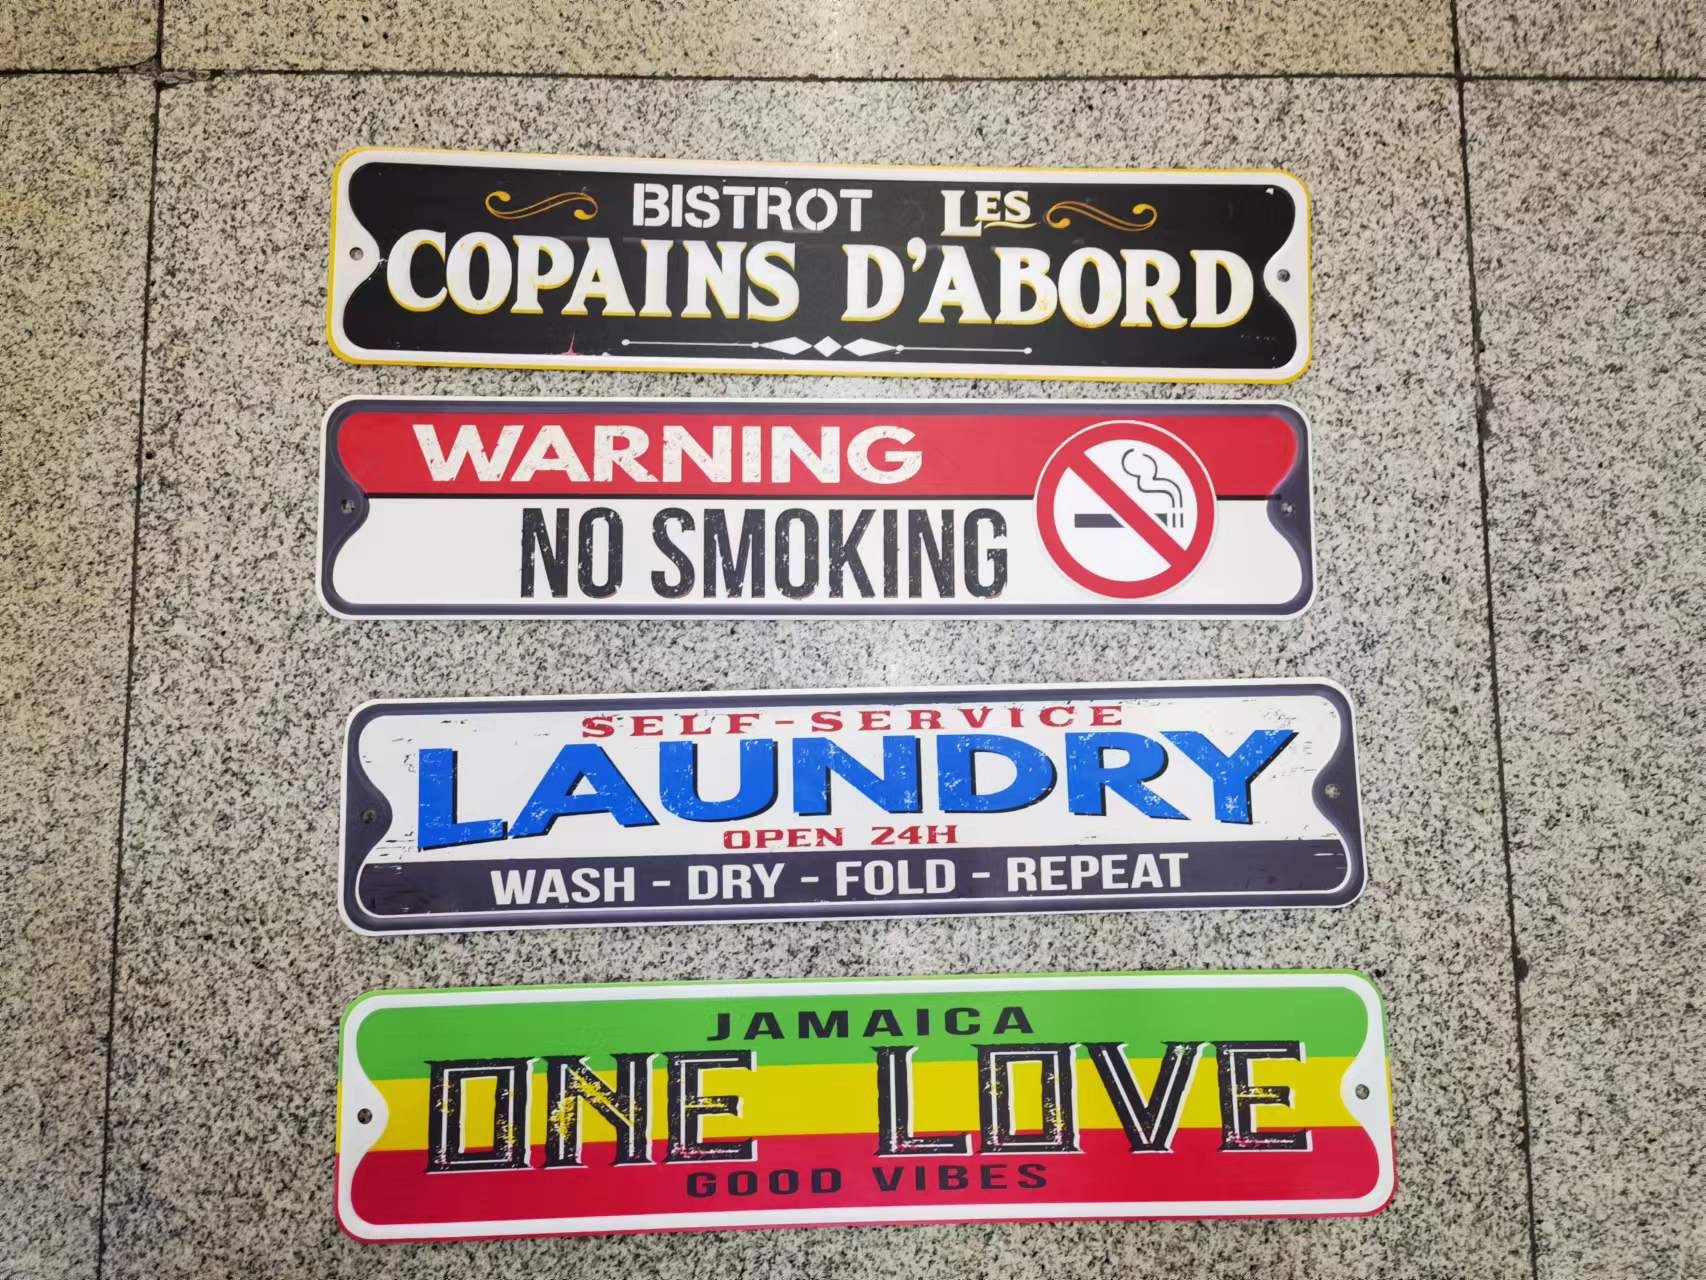 BISTROT LES
COPAINS D'ABORD
WARNING
NO SMOKING
SELF-SERVICE
LAUNDRY
OPEN 24H
WASH - DRY - FOLD - REPEAT
JAMAICA
ONE LOVE
GOOD VIBES